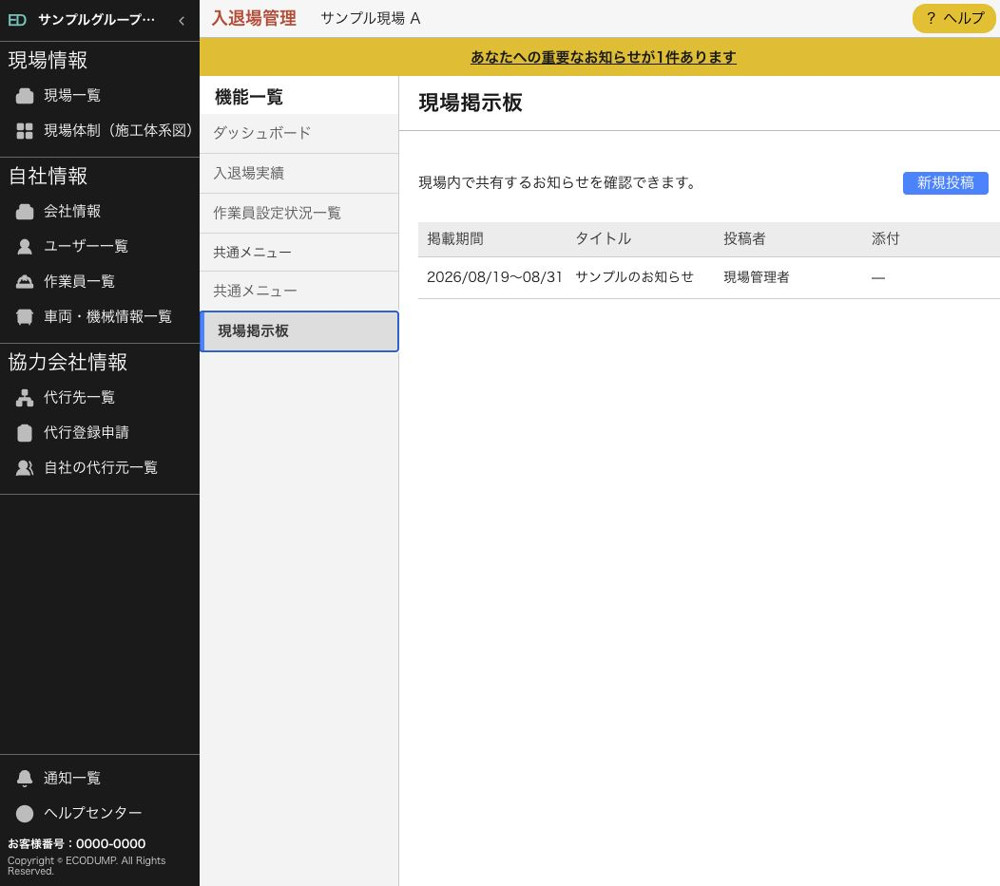 ED サンプルグループ…
現場情報
現場一覧
現場体制（施工体系図）
自社情報
会社情報
ユーザー一覧
作業員一覧
車両・機械情報一覧
協力会社情報
代行先一覧
代行登録申請
自社の代行元一覧
通知一覧
ヘルプセンター
お客様番号：0000-0000
Copyright © ECODUMP. All Rights
Reserved.
入退場管理 サンプル現場 A
? ヘルプ
あなたへの重要なお知らせが1件あります
機能一覧
ダッシュボード
入退場実績
作業員設定状況一覧
共通メニュー
共通メニュー
現場掲示板
現場掲示板
現場内で共有するお知らせを確認できます。
新規投稿
掲載期間 タイトル 投稿者 添付
2026/08/19〜08/31 サンプルのお知らせ 現場管理者 —